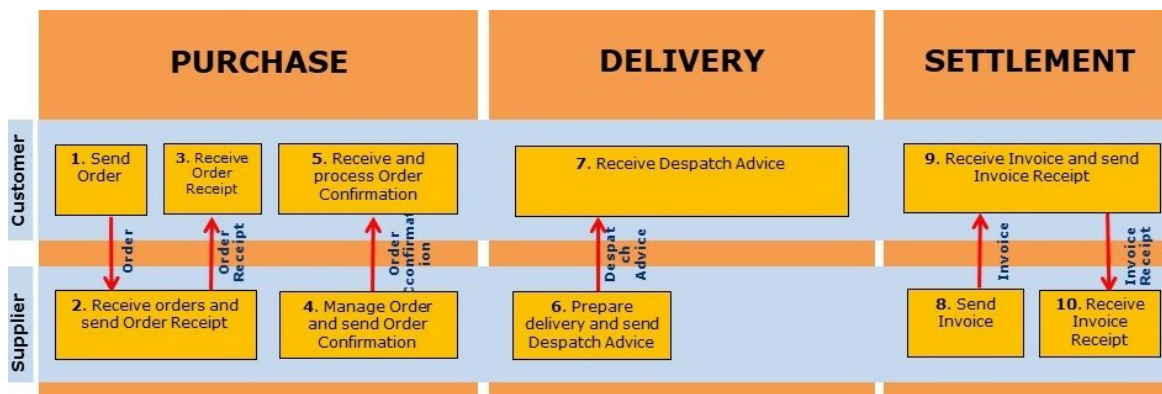 PURCHASE
DELIVERY
SETTLEMENT
Customer
1. Send
Order
3. Receive
Order
Receipt
5. Receive and
process Order
Confirmation
7. Receive Despatch Advice
9. Receive Invoice and send
Invoice Receipt
Order
Order
Receipt
Order
Cconfirmat
ion
Despat
ch
Advice
Invoice
Invoice
Receipt
Supplier
2. Receive orders and
send Order Receipt
4. Manage Order
and send Order
Confirmation
6. Prepare
delivery and send
Despatch Advice
8. Send
Invoice
10. Receive
Invoice
Receipt